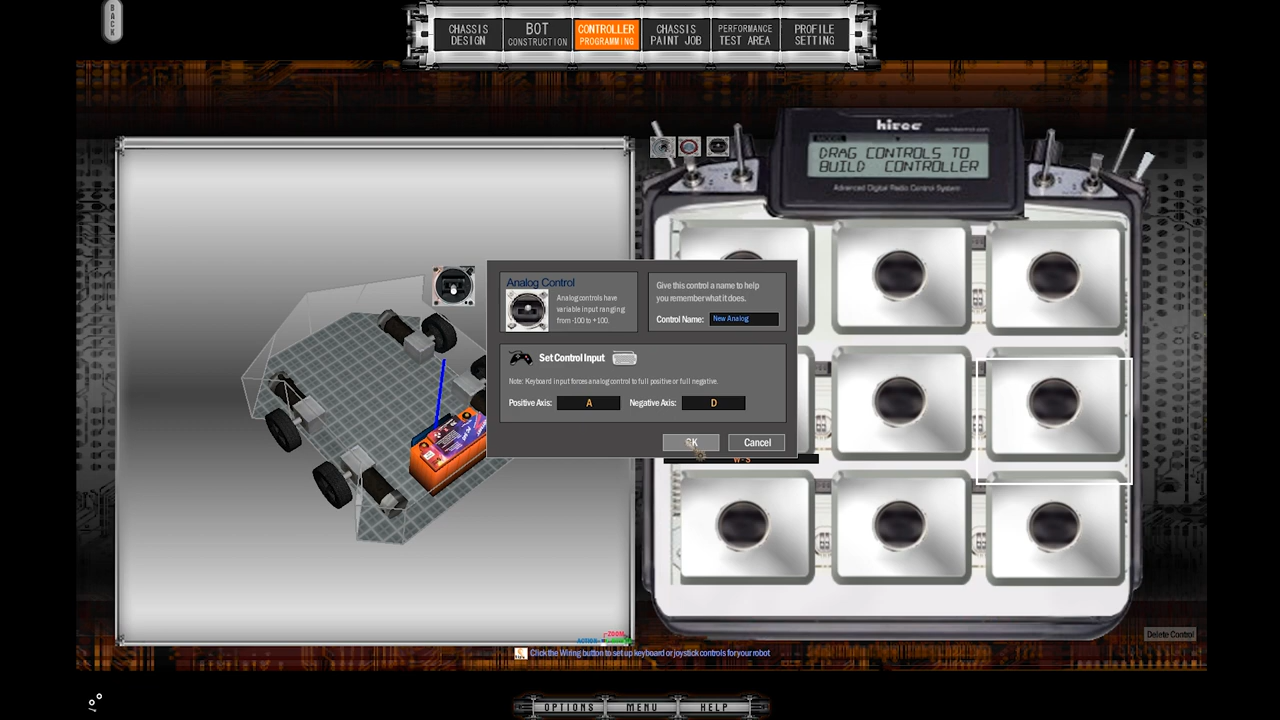 BACK
CHASSIS
DESIGN
BOT
CONSTRUCTION
CONTROLLER
PROGRAMMING
CHASSIS
PAINT JOB
PERFORMANCE
TEST AREA
PROFILE
SETTING
hitec
MODEL
DRAG CONTROLS TO
BUILD CONTROLLER
Advanced Digital Radio Control System
Analog Control
Analog controls have
variable input ranging
from -100 to +100.
Give this control a name to help
you remember what it does.
Control Name: New Analog
Set Control Input
Note: Keyboard input forces analog control to full positive or full negative.
Positive Axis: A Negative Axis: D
OK Cancel
W-S
ZOOM
Delete Control
Click the Wiring button to set up keyboard or joystick controls for your robot
OPTIONS MENU HELP